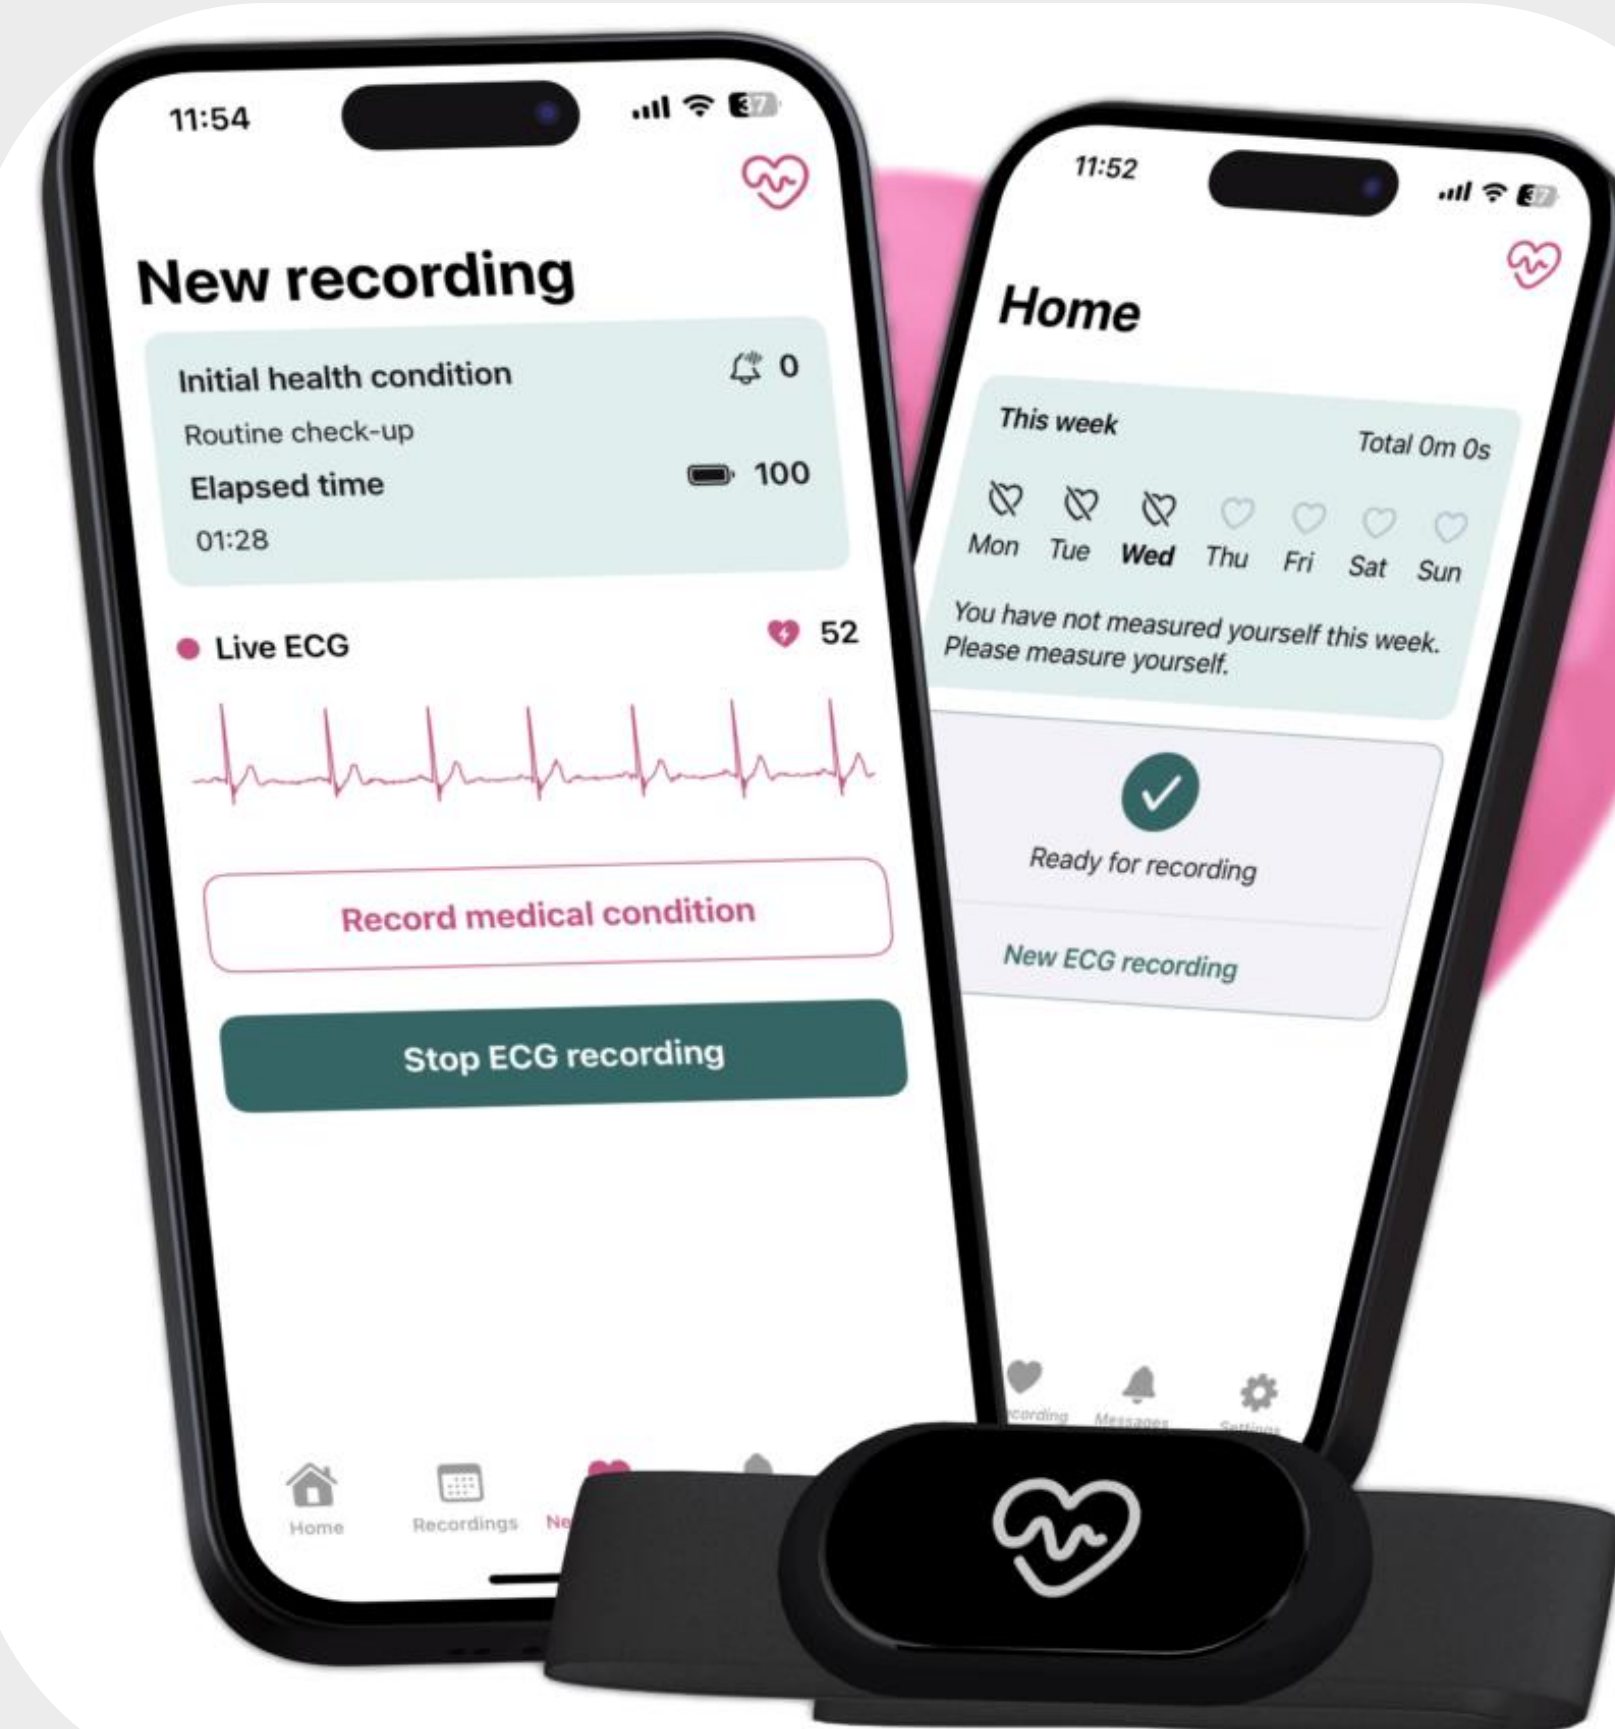 11:54
37
New recording
Initial health condition
0
Routine check-up
Elapsed time
100
01:28
Live ECG
52
Record medical condition
Stop ECG recording
Home
Recordings
11:52
37
Home
This week
Total 0m 0s
Mon Tue Wed Thu Fri Sat Sun
You have not measured yourself this week.
Please measure yourself.
Ready for recording
New ECG recording
Messages
Settings